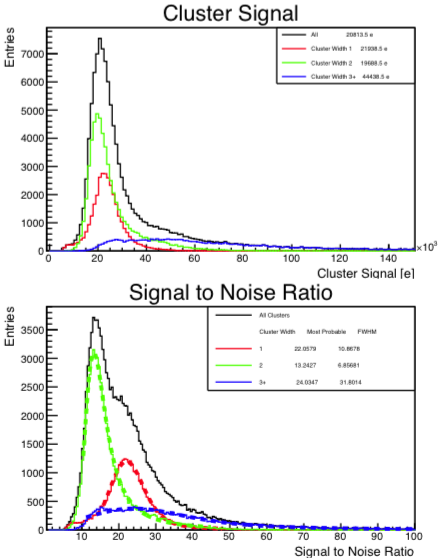 Cluster Signal
Entries
All 20813.5 e
Cluster Width 1 21938.5 e
Cluster Width 2 19688.5 e
Cluster Width 3+ 44438.5 e
7000
6000
5000
4000
3000
2000
1000
0
0 20 40 60 80 100 120 140 ×10³
Cluster Signal [e]
Signal to Noise Ratio
Entries
All Clusters
Cluster Width Most Probable FWHM
1 22.0579 10.8678
2 13.2427 6.85681
3+ 24.0347 31.8014
3500
3000
2500
2000
1500
1000
500
0
10 20 30 40 50 60 70 80 90 100
Signal to Noise Ratio